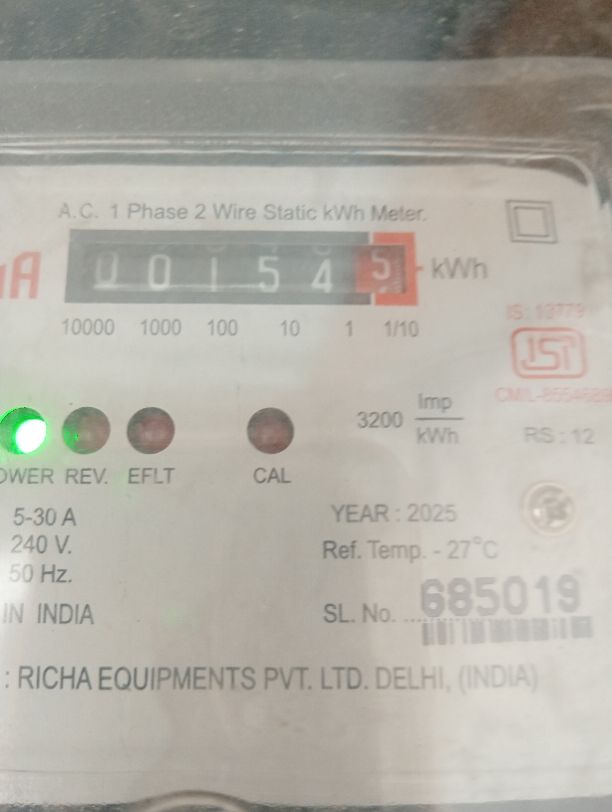 A.C. 1 Phase 2 Wire Static kWh Meter.
0 0 1 5 4 5 kWh
10000 1000 100 10 1 1/10
IS: 13779
ISI
3200 Imp
kWh
RS : 12
OWER REV. EFLT CAL
5-30 A
240 V.
50 Hz.
IN INDIA
YEAR : 2025
Ref. Temp. - 27°C
SL. No. ....685019
: RICHA EQUIPMENTS PVT. LTD. DELHI, (INDIA)